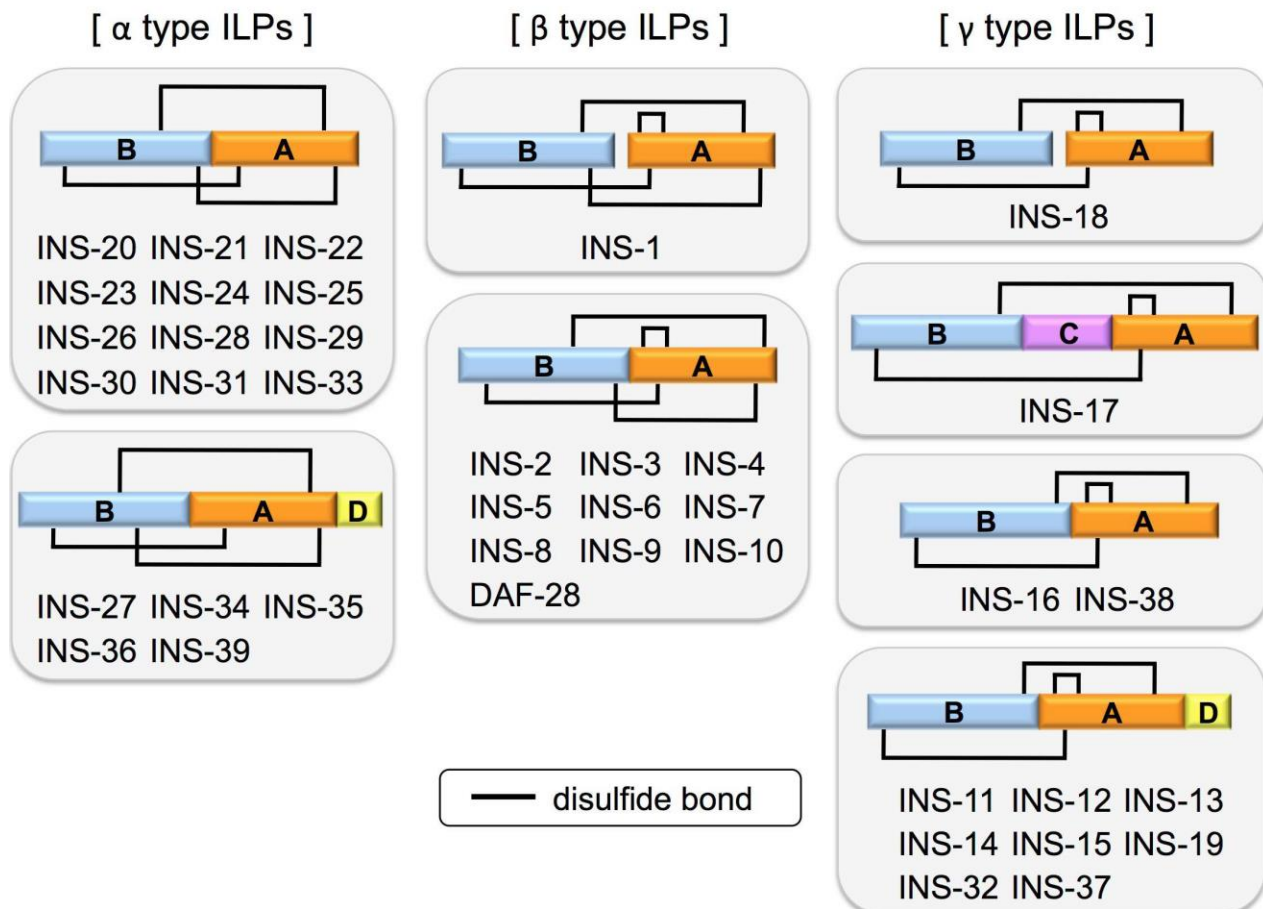 [ α type ILPs ]
B A
INS-20 INS-21 INS-22
INS-23 INS-24 INS-25
INS-26 INS-28 INS-29
INS-30 INS-31 INS-33
B A D
INS-27 INS-34 INS-35
INS-36 INS-39
[ β type ILPs ]
B A
INS-1
B A
INS-2 INS-3 INS-4
INS-5 INS-6 INS-7
INS-8 INS-9 INS-10
DAF-28
disulfide bond
[ γ type ILPs ]
B A
INS-18
B C A
INS-17
B A
INS-16 INS-38
B A D
INS-11 INS-12 INS-13
INS-14 INS-15 INS-19
INS-32 INS-37